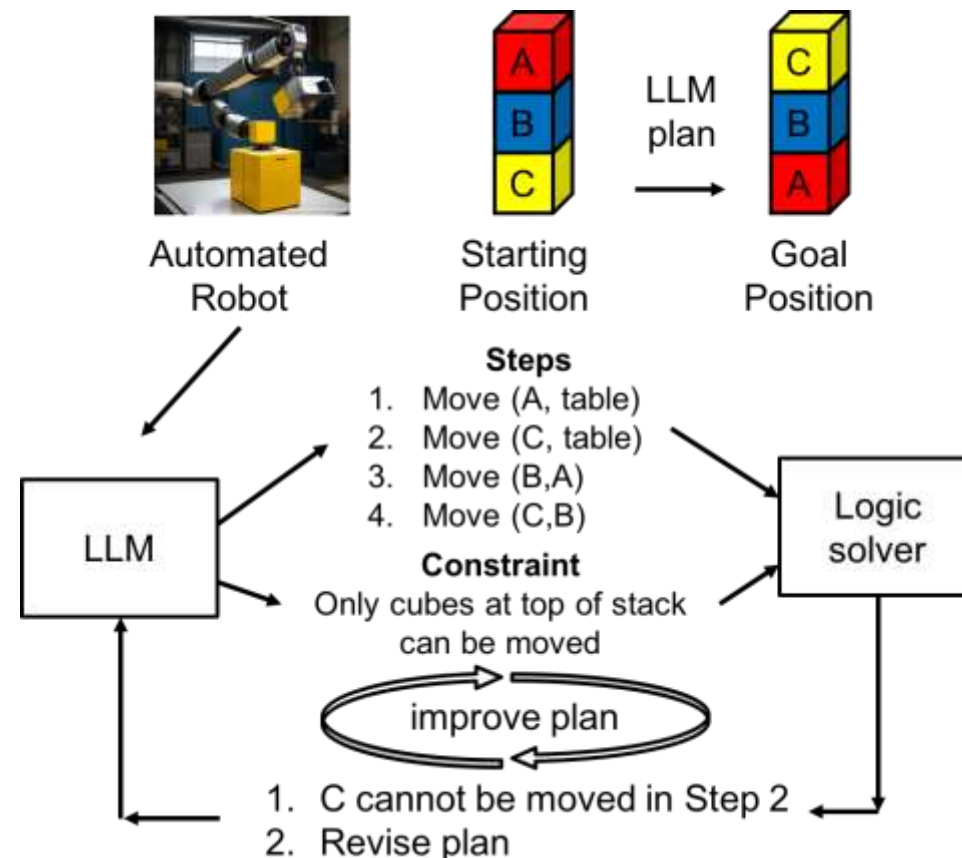 A
B
C
LLM
plan
C
B
A
Automated
Robot
Starting
Position
Goal
Position
Steps
1. Move (A, table)
2. Move (C, table)
3. Move (B,A)
4. Move (C,B)
LLM
Logic
solver
Constraint
Only cubes at top of stack
can be moved
improve plan
1. C cannot be moved in Step 2
2. Revise plan